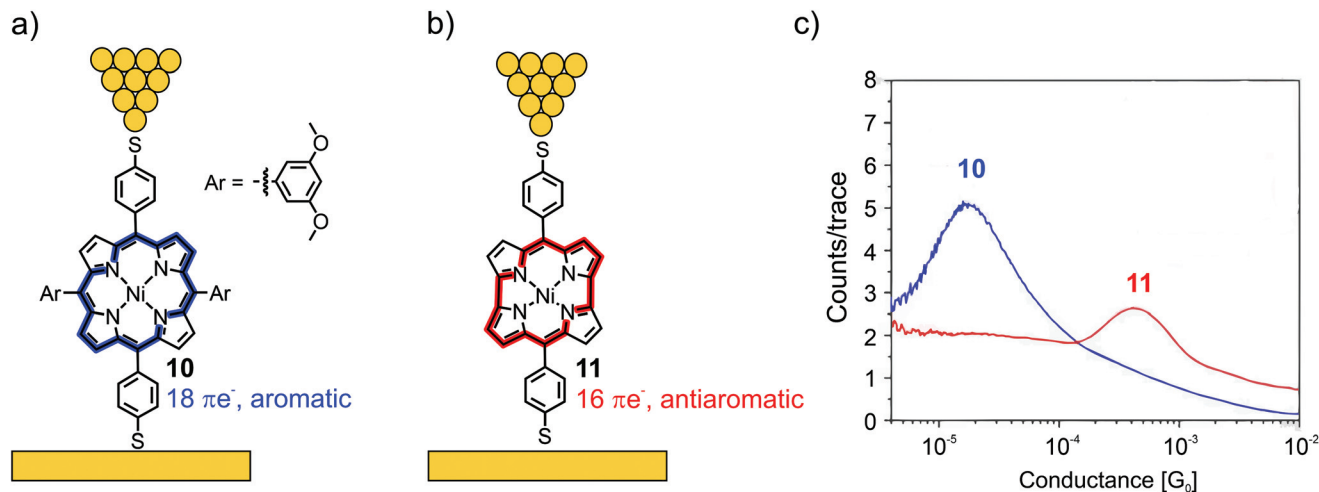 a)
S
Ar =
O
O
N
N
Ar
Ni
Ar
N
N
10
18 πe⁻, aromatic
S
b)
S
N
N
Ni
N
N
11
16 πe⁻, antiaromatic
S
c)
8
7
6
5
4
3
2
1
0
Counts/trace
10
11
10⁻⁵
10⁻⁴
10⁻³
10⁻²
Conductance [G₀]